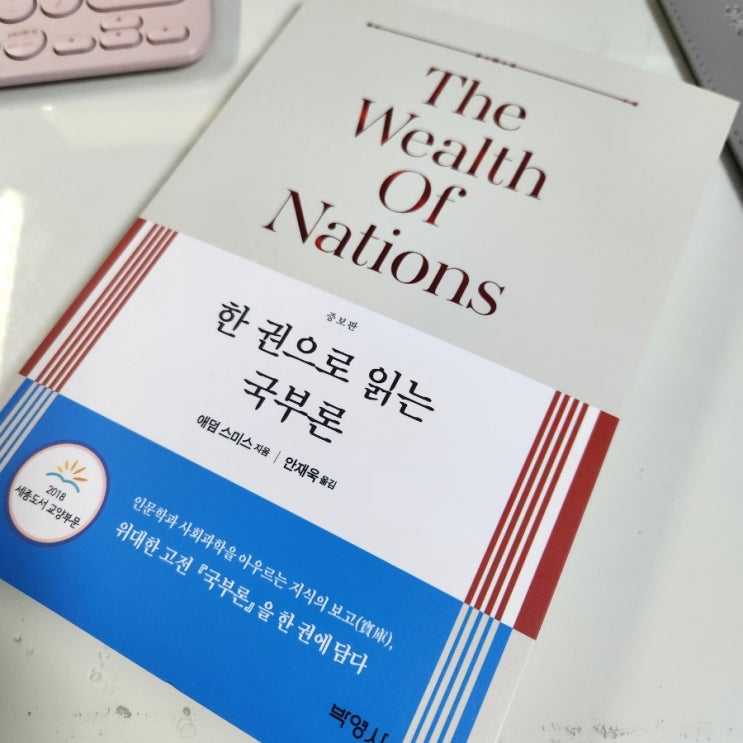 The
Wealth
Of
Nations
증보판
한 권으로 읽는
국부론
애덤 스미스 지음 | 안재욱 옮김
2018
세종도서 교양부문
인문학과 사회과학을 아우르는 지식의 보고(寶庫),
위대한 고전 『국부론』을 한 권에 담다
박영사